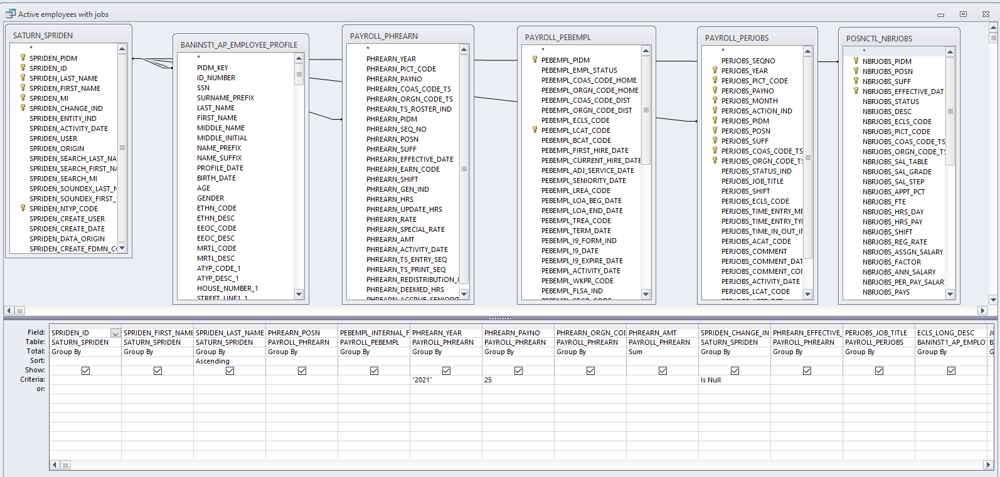 Active employees with jobs
SATURN_SPRIDEN
*
SPRIDEN_PIDM
SPRIDEN_ID
SPRIDEN_LAST_NAME
SPRIDEN_FIRST_NAME
SPRIDEN_MI
SPRIDEN_CHANGE_IND
SPRIDEN_ENTITY_IND
SPRIDEN_ACTIVITY_DATE
SPRIDEN_USER
SPRIDEN_ORIGIN
SPRIDEN_SEARCH_LAST_NA
SPRIDEN_SEARCH_FIRST_NA
SPRIDEN_SEARCH_MI
SPRIDEN_SOUNDEX_LAST_N
SPRIDEN_SOUNDEX_FIRST_
SPRIDEN_NTYP_CODE
SPRIDEN_CREATE_USER
SPRIDEN_CREATE_DATE
SPRIDEN_DATA_ORIGIN
SPRIDEN_CREATE_FDMN_CO
BANINST1_AP_EMPLOYEE_PROFILE
*
PIDM_KEY
ID_NUMBER
SSN
SURNAME_PREFIX
LAST_NAME
FIRST_NAME
MIDDLE_NAME
MIDDLE_INITIAL
NAME_PREFIX
NAME_SUFFIX
PROFILE_DATE
BIRTH_DATE
AGE
GENDER
ETHN_CODE
ETHN_DESC
EEOC_CODE
EEOC_DESC
MRTL_CODE
MRTL_DESC
ATYP_CODE_1
ATYP_DESC_1
HOUSE_NUMBER_1
STREET_LINE1_1
PAYROLL_PHREARN
*
PHREARN_YEAR
PHREARN_PICT_CODE
PHREARN_PAYNO
PHREARN_COAS_CODE_TS
PHREARN_ORGN_CODE_TS
PHREARN_TS_ROSTER_IND
PHREARN_PIDM
PHREARN_SEQ_NO
PHREARN_POSN
PHREARN_SUFF
PHREARN_EFFECTIVE_DATE
PHREARN_EARN_CODE
PHREARN_SHIFT
PHREARN_GEN_IND
PHREARN_HRS
PHREARN_UPDATE_HRS
PHREARN_RATE
PHREARN_SPECIAL_RATE
PHREARN_AMT
PHREARN_ACTIVITY_DATE
PHREARN_TS_ENTRY_SEQ
PHREARN_TS_PRINT_SEQ
PHREARN_REDISTRIBUTION_I
PHREARN_DEEMED_HRS
PHREARN_ACCRUE_SENIORI
PAYROLL_PEBEMPL
*
PEBEMPL_PIDM
PEBEMPL_EMPL_STATUS
PEBEMPL_COAS_CODE_HOME
PEBEMPL_ORGN_CODE_HOME
PEBEMPL_COAS_CODE_DIST
PEBEMPL_ORGN_CODE_DIST
PEBEMPL_ECLS_CODE
PEBEMPL_LCAT_CODE
PEBEMPL_BCAT_CODE
PEBEMPL_FIRST_HIRE_DATE
PEBEMPL_CURRENT_HIRE_DATE
PEBEMPL_ADJ_SERVICE_DATE
PEBEMPL_SENIORITY_DATE
PEBEMPL_LREA_CODE
PEBEMPL_LOA_BEG_DATE
PEBEMPL_LOA_END_DATE
PEBEMPL_TREA_CODE
PEBEMPL_TERM_DATE
PEBEMPL_I9_FORM_IND
PEBEMPL_I9_DATE
PEBEMPL_I9_EXPIRE_DATE
PEBEMPL_ACTIVITY_DATE
PEBEMPL_WKPR_CODE
PEBEMPL_FLSA_IND
PAYROLL_PERJOBS
*
PERJOBS_SEQNO
PERJOBS_YEAR
PERJOBS_PICT_CODE
PERJOBS_PAYNO
PERJOBS_MONTH
PERJOBS_ACTION_IND
PERJOBS_PIDM
PERJOBS_POSN
PERJOBS_SUFF
PERJOBS_COAS_CODE_TS
PERJOBS_ORGN_CODE_TS
PERJOBS_STATUS_IND
PERJOBS_JOB_TITLE
PERJOBS_SHIFT
PERJOBS_ECLS_CODE
PERJOBS_TIME_ENTRY_ME
PERJOBS_TIME_ENTRY_TY
PERJOBS_TIME_IN_OUT_I
PERJOBS_ACAT_CODE
PERJOBS_COMMENT
PERJOBS_COMMENT_DAT
PERJOBS_COMMENT_CO
PERJOBS_ACTIVITY_DATE
PERJOBS_LCAT_CODE
POSNCTL_NBRJOBS
*
NBRJOBS_PIDM
NBRJOBS_POSN
NBRJOBS_SUFF
NBRJOBS_EFFECTIVE_DAT
NBRJOBS_STATUS
NBRJOBS_DESC
NBRJOBS_ECLS_CODE
NBRJOBS_PICT_CODE
NBRJOBS_COAS_CODE_TS
NBRJOBS_ORGN_CODE_TS
NBRJOBS_SAL_TABLE
NBRJOBS_SAL_GRADE
NBRJOBS_SAL_STEP
NBRJOBS_APPT_PCT
NBRJOBS_FTE
NBRJOBS_HRS_DAY
NBRJOBS_HRS_PAY
NBRJOBS_SHIFT
NBRJOBS_REG_RATE
NBRJOBS_ASSGN_SALARY
NBRJOBS_FACTOR
NBRJOBS_ANN_SALARY
NBRJOBS_PER_PAY_SALAR
NBRJOBS_PAYS
Field: SPRIDEN_ID SPRIDEN_FIRST_NAME SPRIDEN_LAST_NAME PHREARN_POSN PEBEMPL_INTERNAL_F PHREARN_YEAR PHREARN_PAYNO PHREARN_ORGN_COD PHREARN_AMT SPRIDEN_CHANGE_IN PHREARN_EFFECTIVE_ PERJOBS_JOB_TITLE ECLS_LONG_DESC JC
Table: SATURN_SPRIDEN SATURN_SPRIDEN SATURN_SPRIDEN PAYROLL_PHREARN PAYROLL_PEBEMPL PAYROLL_PHREARN PAYROLL_PHREARN PAYROLL_PHREARN PAYROLL_PHREARN SATURN_SPRIDEN PAYROLL_PHREARN PAYROLL_PERJOBS BANINST1_AP_EMPLO B
Total: Group By Group By Group By Group By Group By Group By Group By Group By Sum Group By Group By Group By Group By G
Sort: Ascending
Show:
Criteria: "2021" 25 Is Null
or: